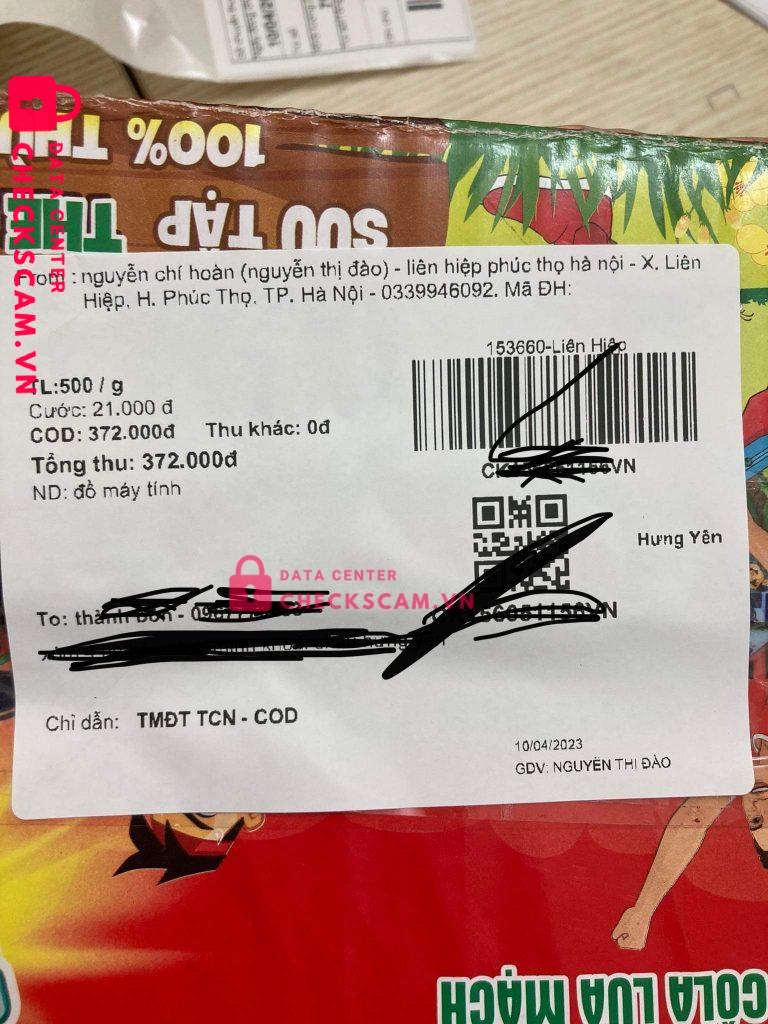 100% THU
SƯU TẬP
DATA CENTER
CHECKSCAM.VN
From : nguyễn chí hoàn (nguyễn thị đào) - liên hiệp phúc thọ hà nội - X. Liên
Hiệp, H. Phúc Thọ, TP. Hà Nội - 0339946092. Mã ĐH:
153660-Liên Hiệp
TL:500 / g
Cước: 21.000 đ
COD: 372.000đ Thu khác: 0đ
Tổng thu: 372.000đ
ND: đồ máy tính
Hưng Yên
DATA CENTER
CHECKSCAM.VN
To:
Chỉ dẫn: TMĐT TCN - COD
10/04/2023
GDV: NGUYỄN THỊ ĐÀO
COLA LÚA MẠCH